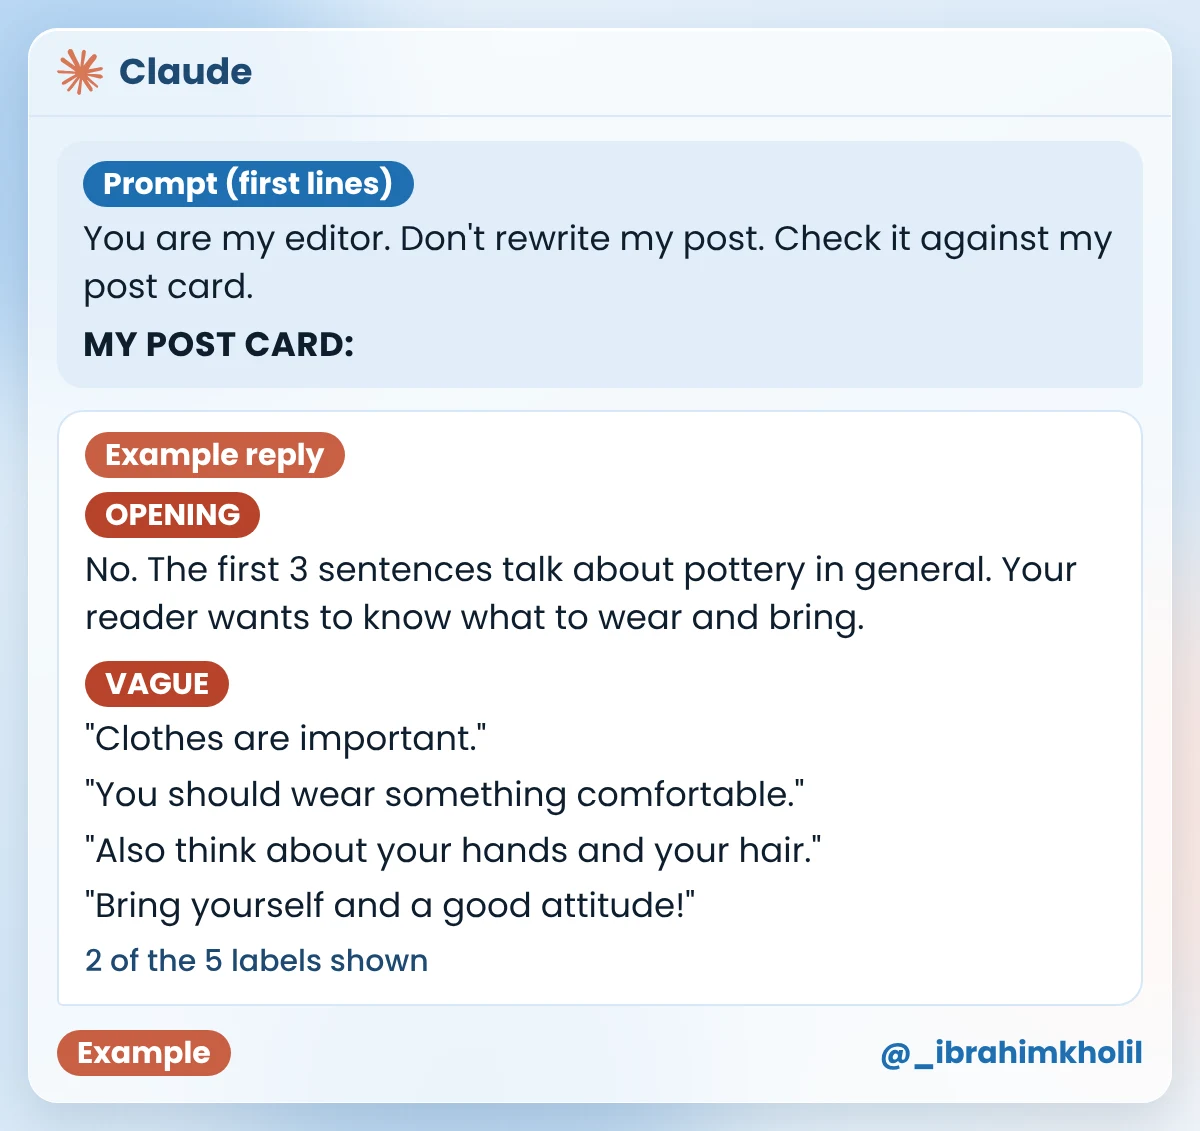 Claude
Prompt (first lines)
You are my editor. Don't rewrite my post. Check it against my
post card.
MY POST CARD:
Example reply
OPENING
No. The first 3 sentences talk about pottery in general. Your
reader wants to know what to wear and bring.
VAGUE
"Clothes are important."
"You should wear something comfortable."
"Also think about your hands and your hair."
"Bring yourself and a good attitude!"
2 of the 5 labels shown
Example
@_ibrahimkholil